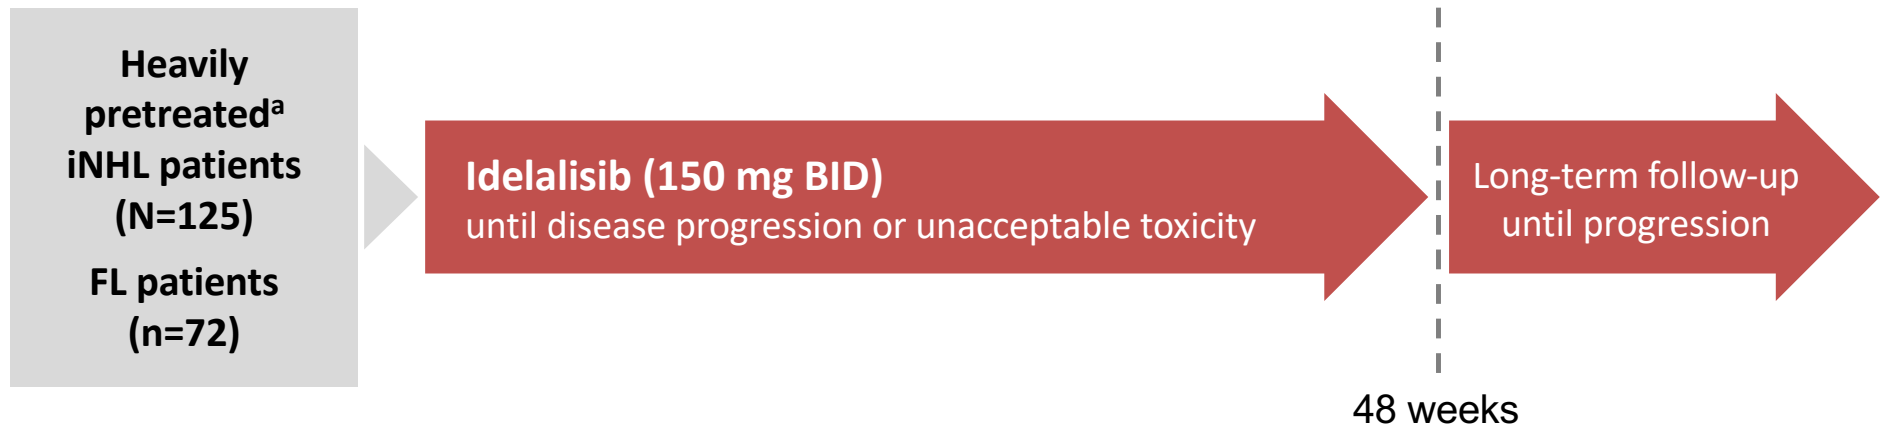 Heavily
pretreatedᵃ
iNHL patients
(N=125)
FL patients
(n=72)
Idelalisib (150 mg BID)
until disease progression or unacceptable toxicity
Long-term follow-up
until progression
48 weeks